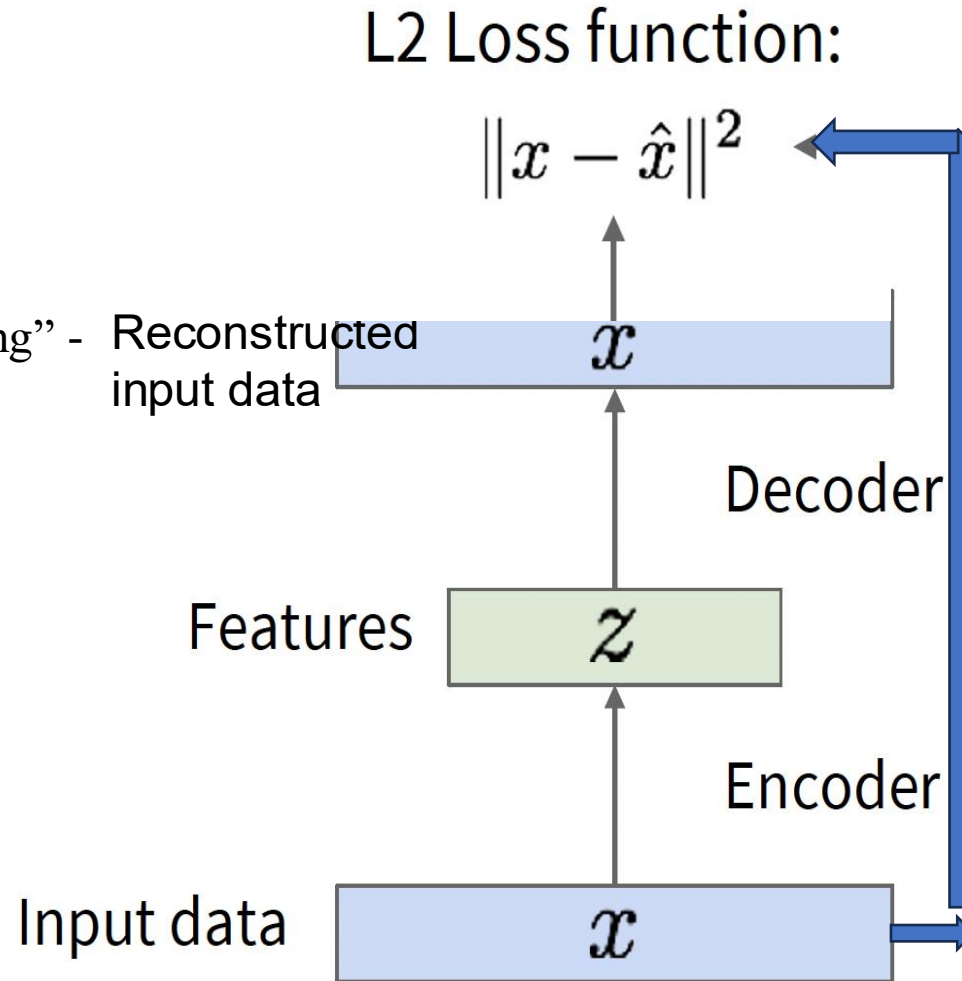 L2 Loss function:
‖x − x̂‖²
ng” - Reconstructed
input data
x
Decoder
Features
z
Encoder
Input data
x